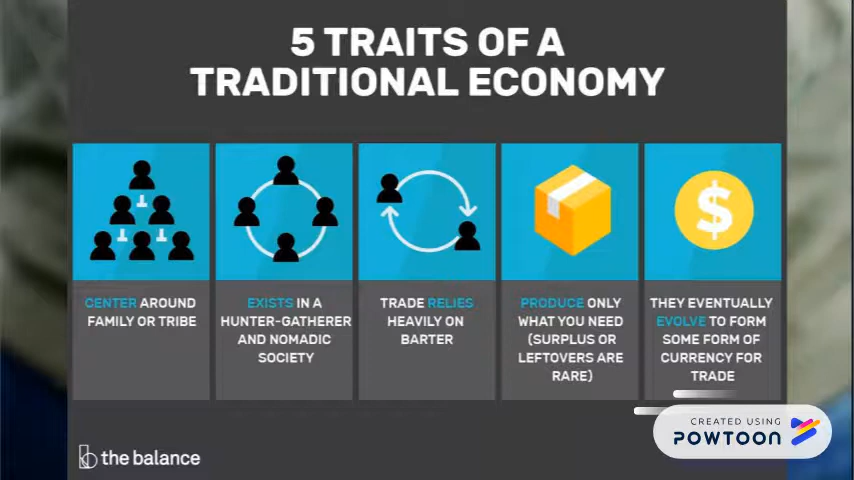 5 TRAITS OF A
TRADITIONAL ECONOMY
CENTER AROUND
FAMILY OR TRIBE
EXISTS IN A
HUNTER-GATHERER
AND NOMADIC
SOCIETY
TRADE RELIES
HEAVILY ON
BARTER
PRODUCE ONLY
WHAT YOU NEED
(SURPLUS OR
LEFTOVERS ARE
RARE)
THEY EVENTUALLY
EVOLVE TO FORM
SOME FORM OF
CURRENCY FOR
TRADE
$
the balance
CREATED USING
POWTOON